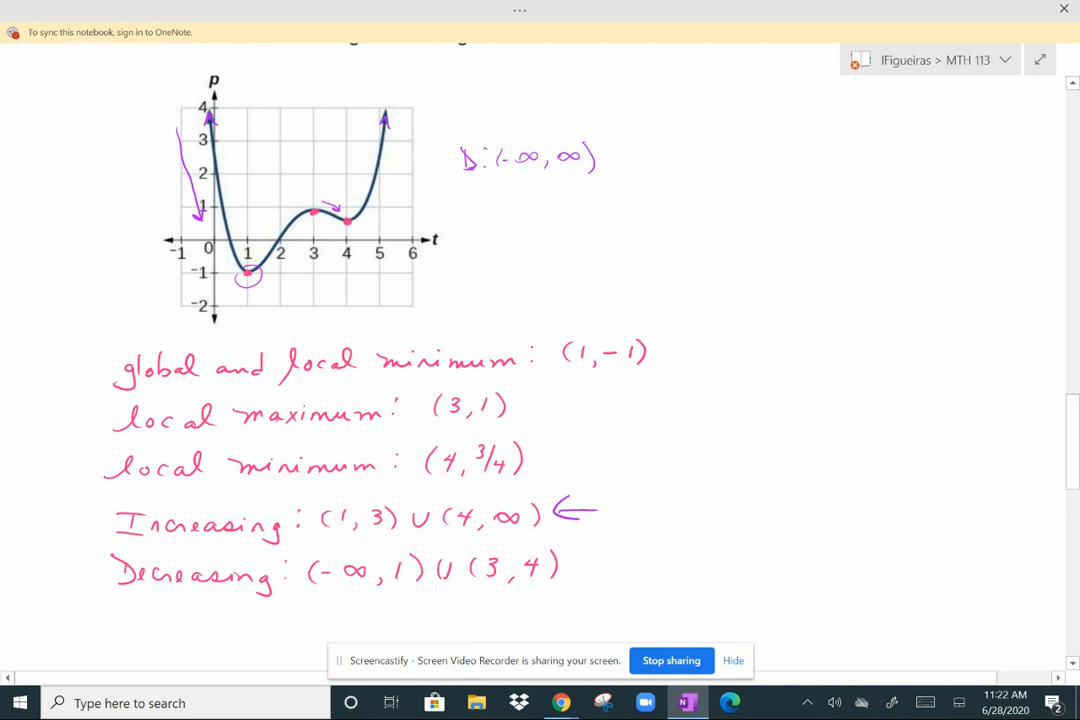 ...
To sync this notebook, sign in to OneNote.
IFigueiras > MTH 113
p
4
3
2
1
0
-1
-2
-1 1 2 3 4 5 6
t
D: (-∞, ∞)
global and local minimum: (1, -1)
local maximum: (3, 1)
local minimum: (4, 3/4)
Increasing: (1, 3) ∪ (4, ∞) ←
Decreasing: (-∞, 1) ∪ (3, 4)
Screencastify - Screen Video Recorder is sharing your screen. Stop sharing Hide
Type here to search
11:22 AM
6/28/2020
2